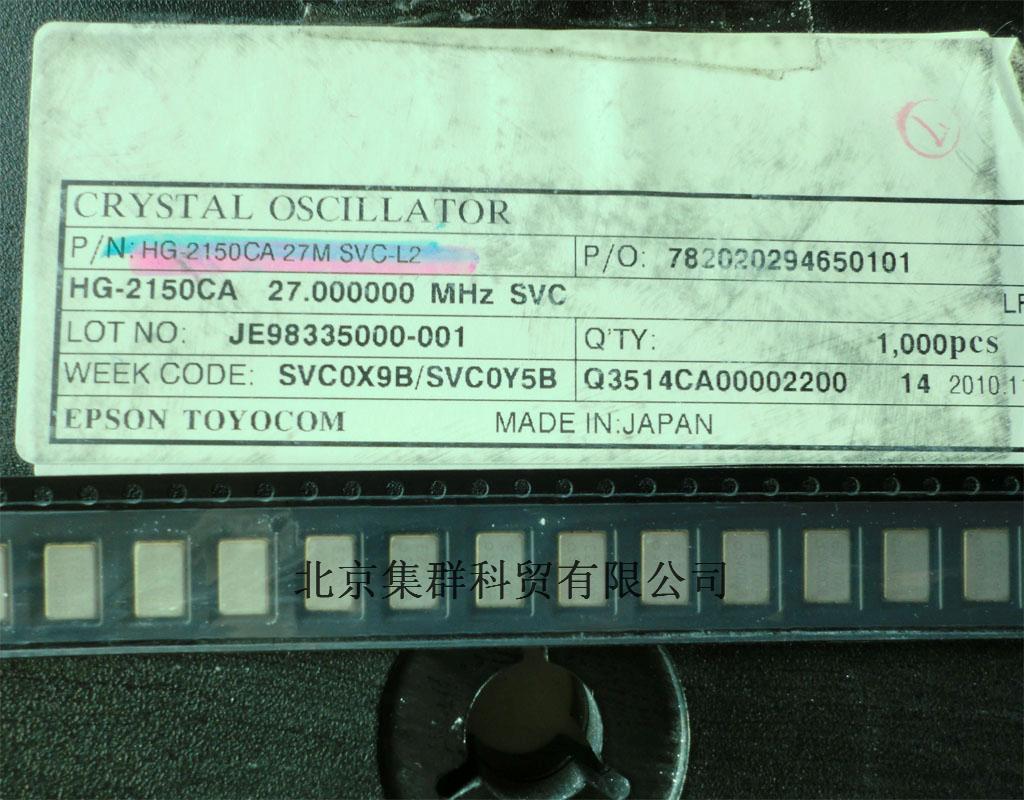 CRYSTAL OSCILLATOR
P/N: HG-2150CA 27M SVC-L2 P/O: 782020294650101
HG-2150CA 27.000000 MHz SVC
LOT NO: JE98335000-001 Q'TY: 1,000pcs
WEEK CODE: SVC0X9B/SVC0Y5B Q3514CA00002200 14 2010.11
EPSON TOYOCOM MADE IN:JAPAN
北京集群科贸有限公司